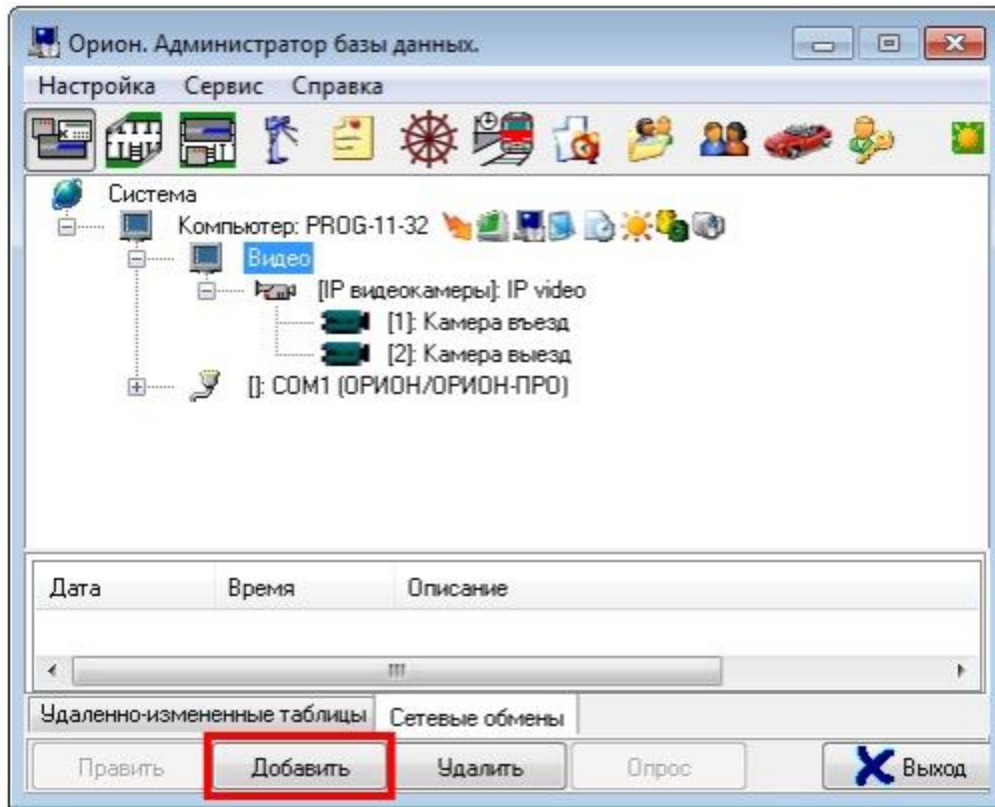 Орион. Администратор базы данных.
Настройка Сервис Справка
Система
Компьютер: PROG-11-32
Видео
[IP видеокамеры]: IP video
[1]: Камера въезд
[2]: Камера выезд
[]: COM1 (ОРИОН/ОРИОН-ПРО)
Дата Время Описание
Удаленно-измененные таблицы Сетевые обмены
Править Добавить Удалить Опрос Выход